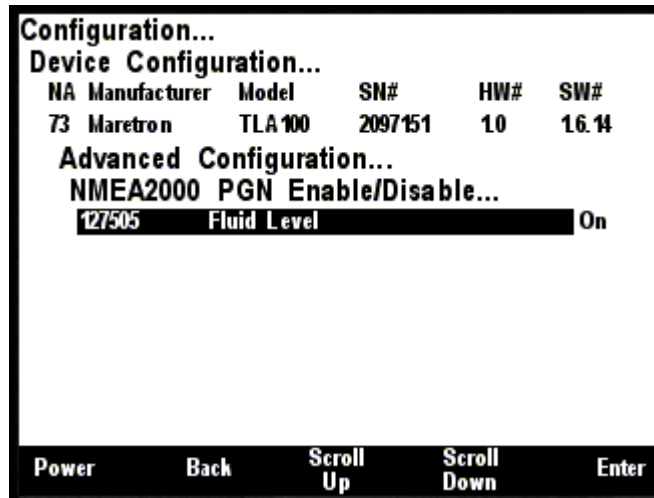 Configuration...
Device Configuration...
NA Manufacturer Model SN# HW# SW#
73 Maretron TLA100 2097151 1.0 1.6.14
Advanced Configuration...
NMEA2000 PGN Enable/Disable...
127505 Fluid Level On
Power Back Scroll Up Scroll Down Enter